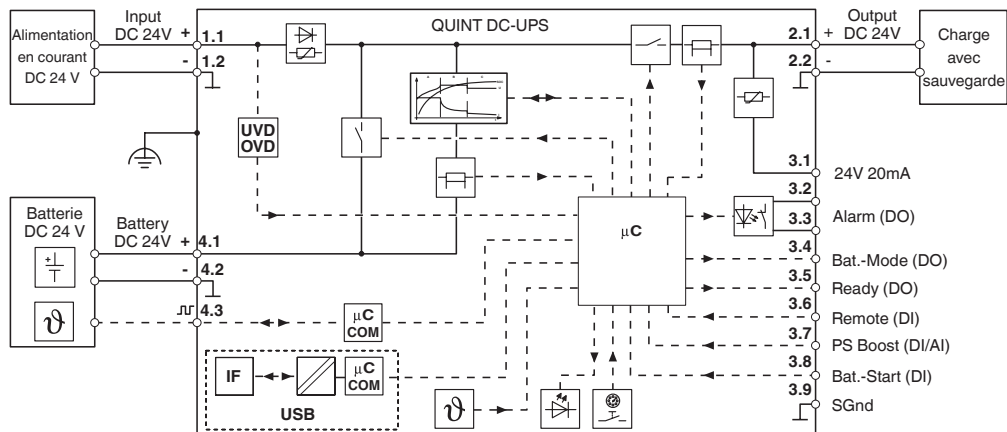 Alimentation
en courant
DC 24 V
Input
DC 24V
+
-
1.1
1.2
QUINT DC-UPS
2.1
2.2
+
-
Output
DC 24V
Charge
avec
sauvegarde
UVD
OVD
3.1
24V 20mA
3.2
3.3
Alarm (DO)
3.4
Bat.-Mode (DO)
3.5
Ready (DO)
3.6
Remote (DI)
3.7
PS Boost (DI/AI)
3.8
Bat.-Start (DI)
3.9
SGnd
µC
Batterie
DC 24 V
+
ϑ
Battery
DC 24V
+
-
4.1
4.2
4.3
µC
COM
IF
µC
COM
USB
ϑ